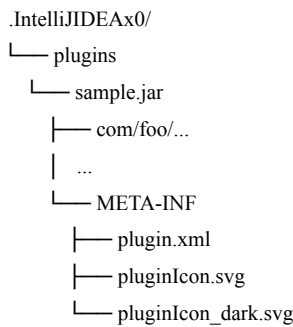 .IntelliJIDEAx0/
└── plugins
└── sample.jar
├── com/foo/...
│ ...
└── META-INF
├── plugin.xml
├── pluginIcon.svg
└── pluginIcon_dark.svg